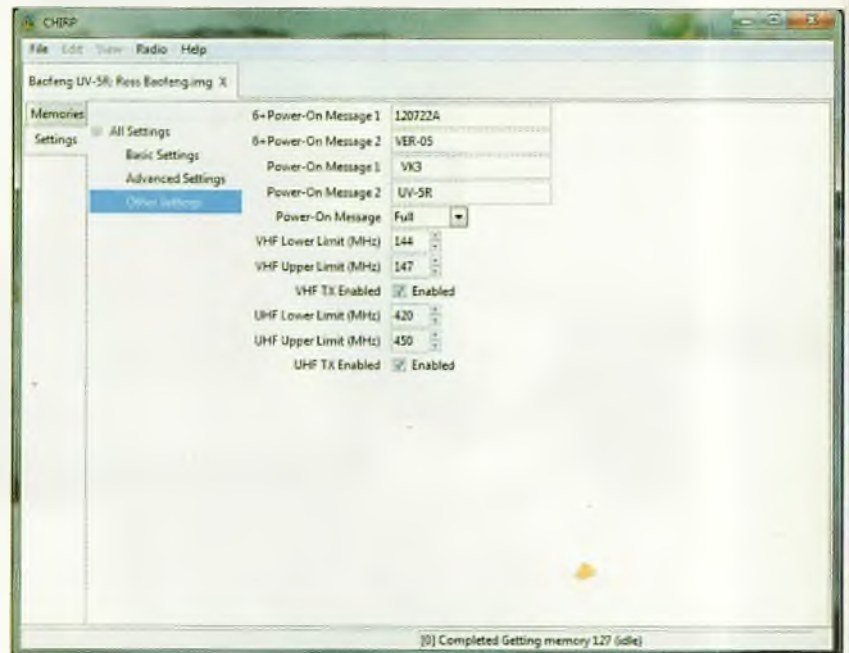 CHIRP
File Edit View Radio Help
Baofeng UV-5R: Ross Baofeng.img X
Memories
Settings
All Settings
Basic Settings
Advanced Settings
Other Settings
6+Power-On Message 1 120722A
6+Power-On Message 2 VER-05
Power-On Message 1 VK3
Power-On Message 2 UV-5R
Power-On Message Full
VHF Lower Limit (MHz) 144
VHF Upper Limit (MHz) 147
VHF TX Enabled Enabled
UHF Lower Limit (MHz) 420
UHF Upper Limit (MHz) 450
UHF TX Enabled Enabled
[0] Completed Getting memory 127 (idle)